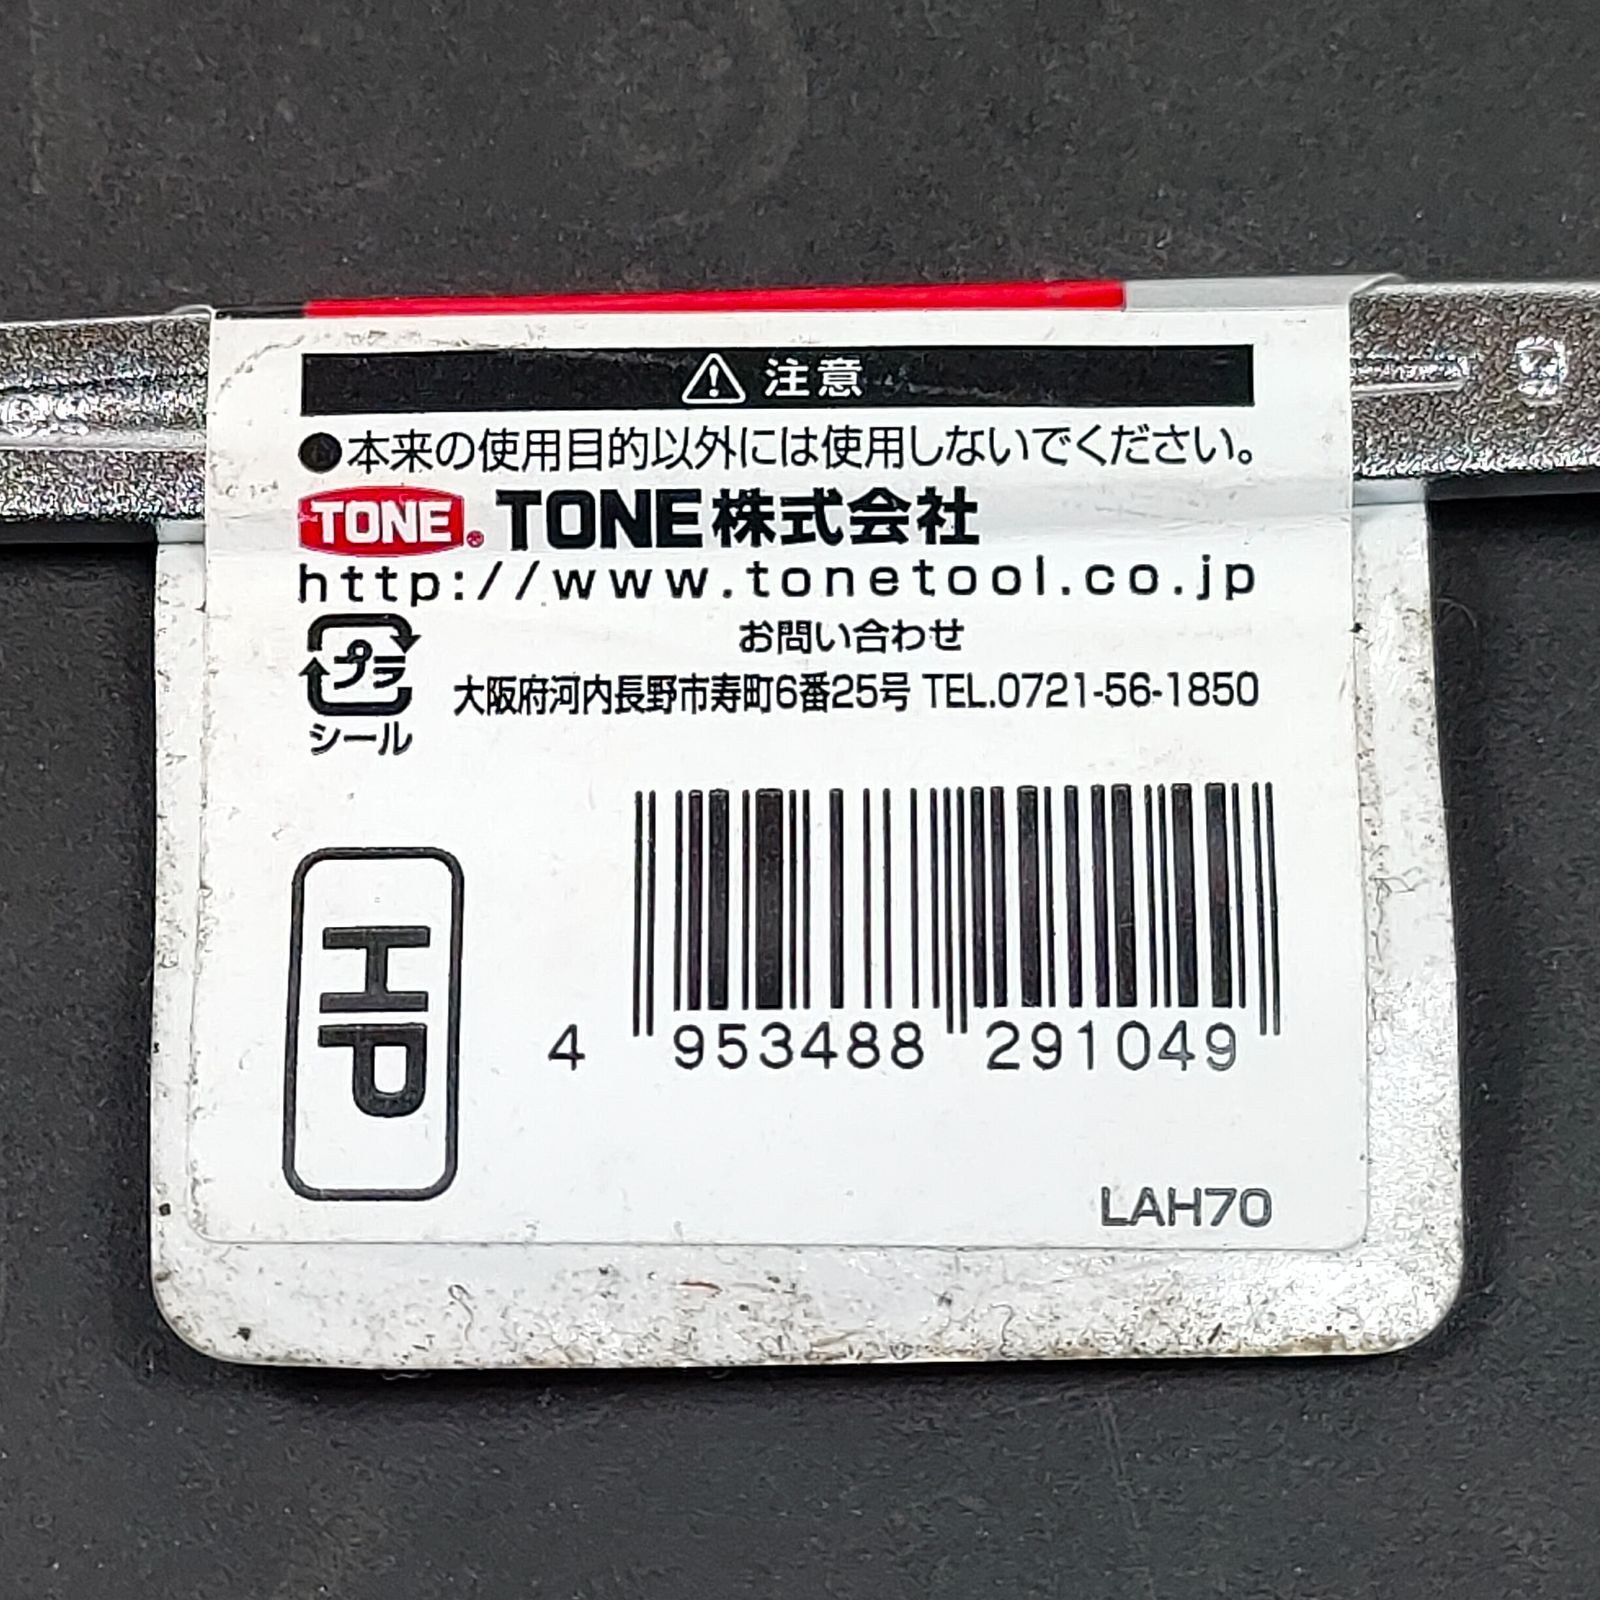 注意
●本来の使用目的以外には使用しないでください。
TONE® TONE株式会社
http://www.tonetool.co.jp
お問い合わせ
プラ
大阪府河内長野市寿町6番25号 TEL.0721-56-1850
シール
HP
4 953488 291049
LAH70